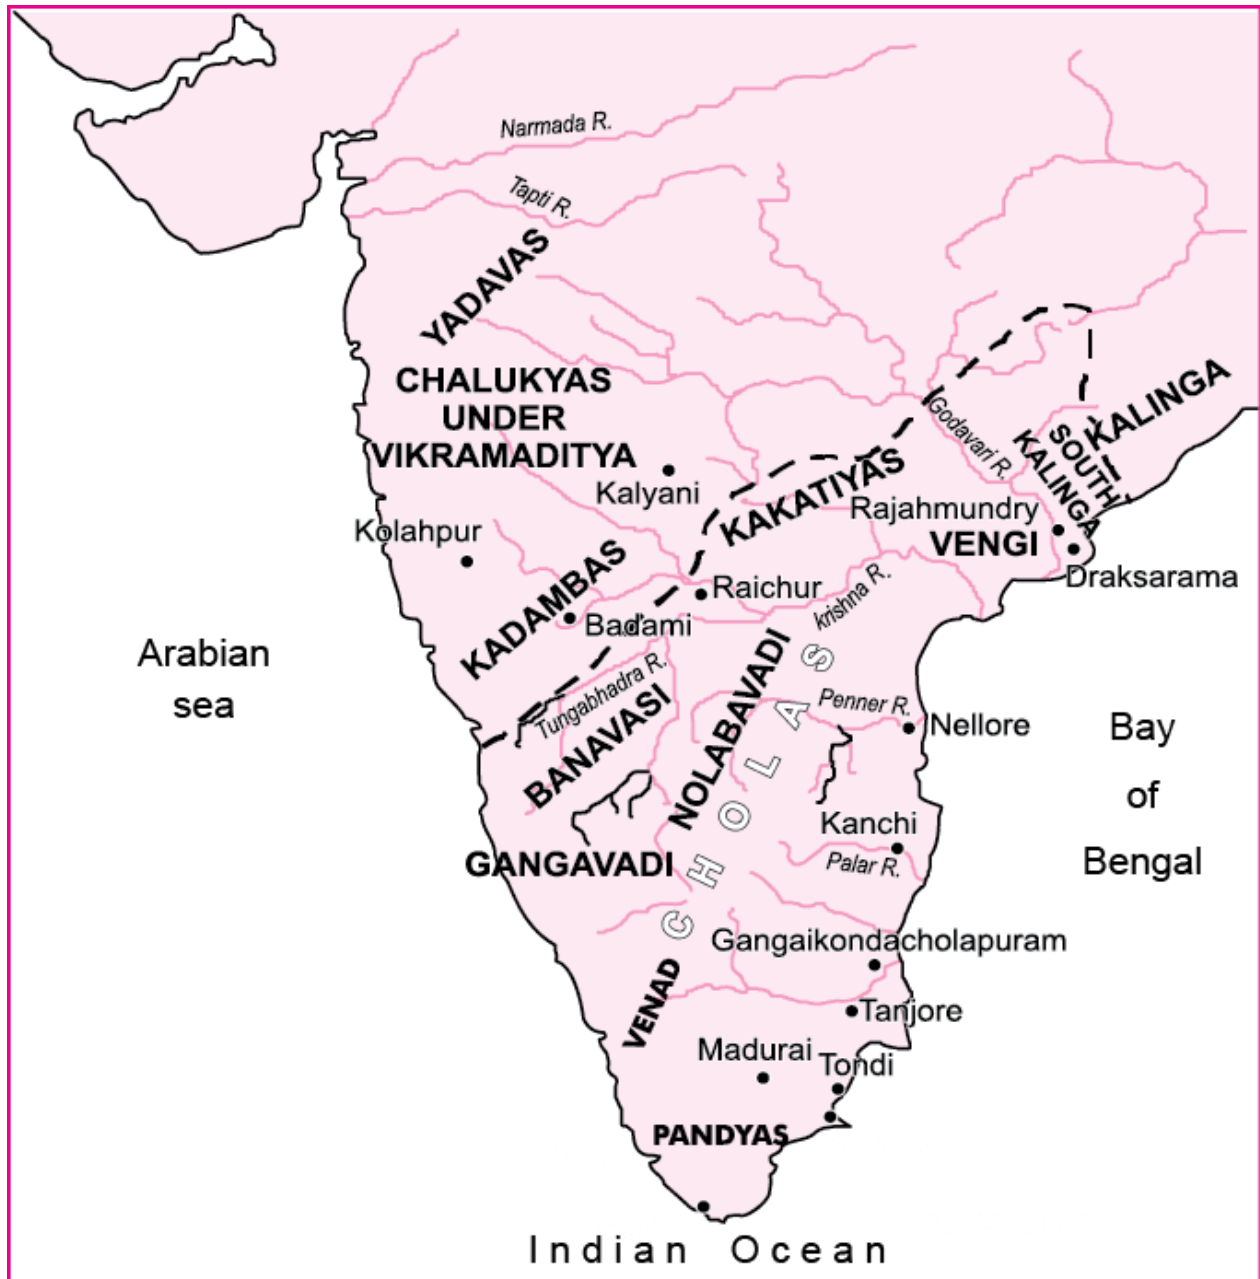 Narmada R.
Tapti R.
YADAVAS
CHALUKYAS
UNDER
VIKRAMADITYA
Kalyani
Kolahpur
KAKATIYAS
Godavari R.
KALINGA
SOUTH
KALINGA
Rajahmundry
VENGI
Draksarama
KADAMBAS
Badami
Raichur
krishna R.
Tungabhadra R.
BANAVASI
NOLABAVADI
CHOLAS
Penner R.
Nellore
Arabian
sea
Bay
of
Bengal
GANGAVADI
Kanchi
Palar R.
Gangaikondacholapuram
VENAD
Tanjore
Madurai
Tondi
PANDYAS
Indian Ocean